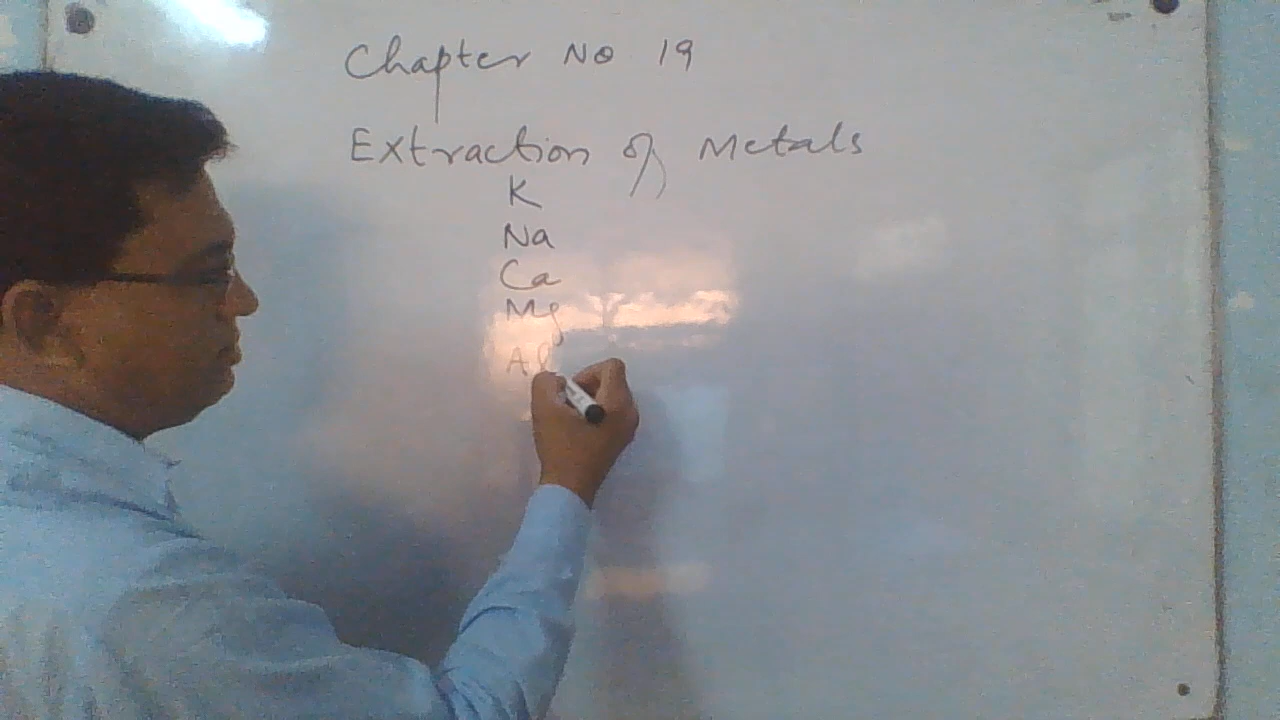 Chapter No 19
Extraction of Metals
K
Na
Ca
Mg
Al